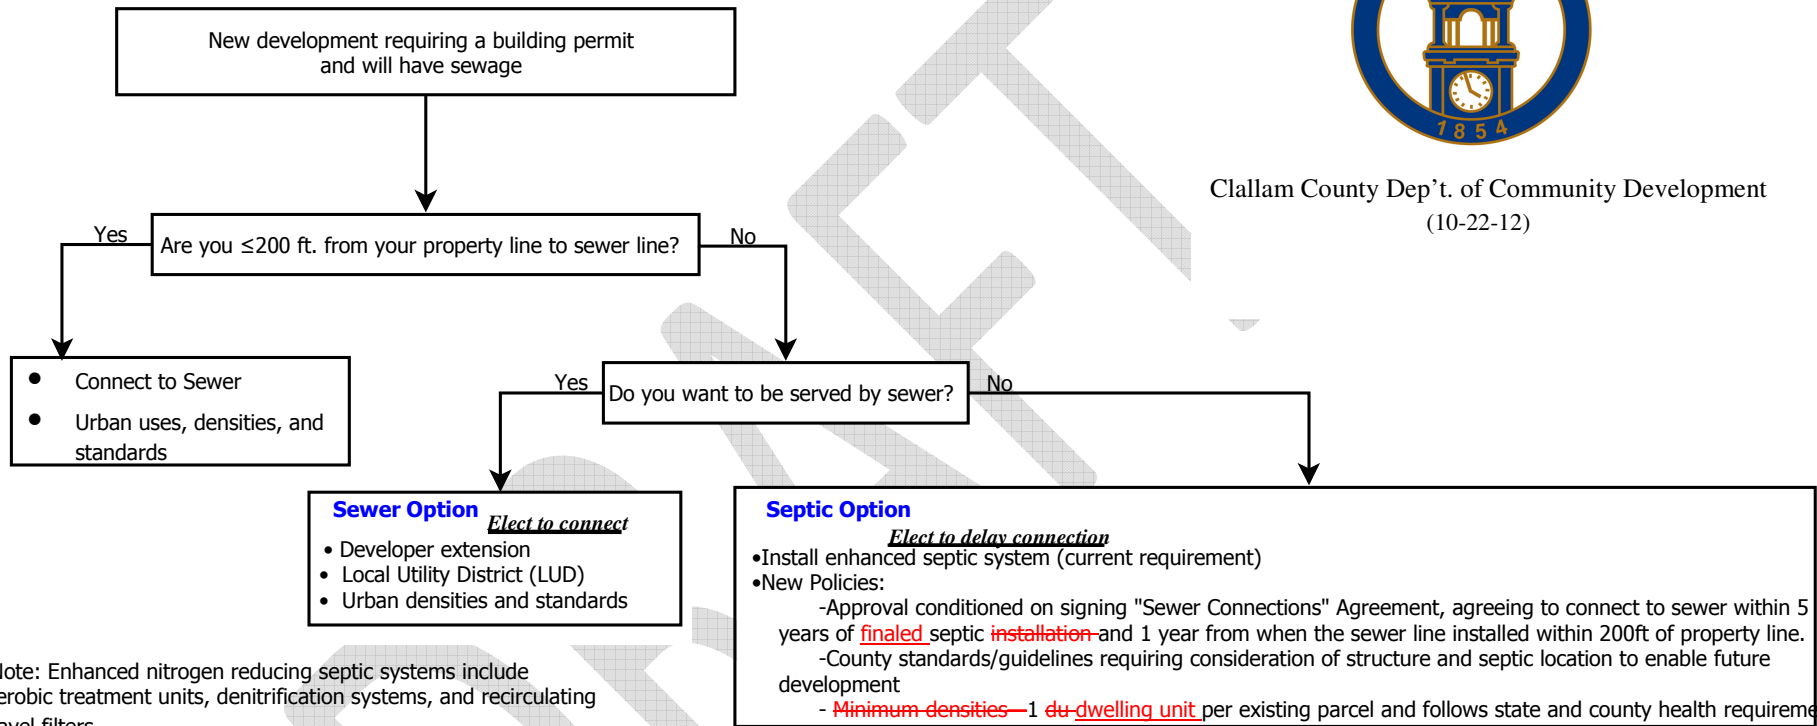 New development requiring a building permit
and will have sewage
1854
Clallam County Dep't. of Community Development
(10-22-12)
Yes
Are you ≤200 ft. from your property line to sewer line?
No
• Connect to Sewer
• Urban uses, densities, and
standards
Yes
Do you want to be served by sewer?
No
Sewer Option Elect to connect
• Developer extension
• Local Utility District (LUD)
• Urban densities and standards
Septic Option
Elect to delay connection
•Install enhanced septic system (current requirement)
•New Policies:
-Approval conditioned on signing "Sewer Connections" Agreement, agreeing to connect to sewer within 5
years of finaled septic installation and 1 year from when the sewer line installed within 200ft of property line.
-County standards/guidelines requiring consideration of structure and septic location to enable future
development
- Minimum densities—1 du dwelling unit per existing parcel and follows state and county health requirema
ote: Enhanced nitrogen reducing septic systems include
erobic treatment units, denitrification systems, and recirculating
avel filters
DRAFT